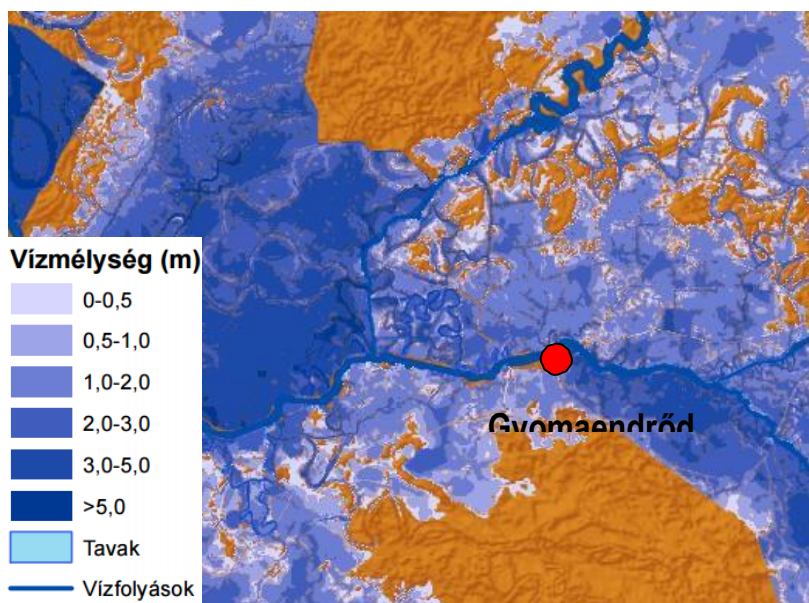 Vízmélység (m)
0-0,5
0,5-1,0
1,0-2,0
2,0-3,0
3,0-5,0
>5,0
Tavak
Vízfolyások
Gyomaendrőd